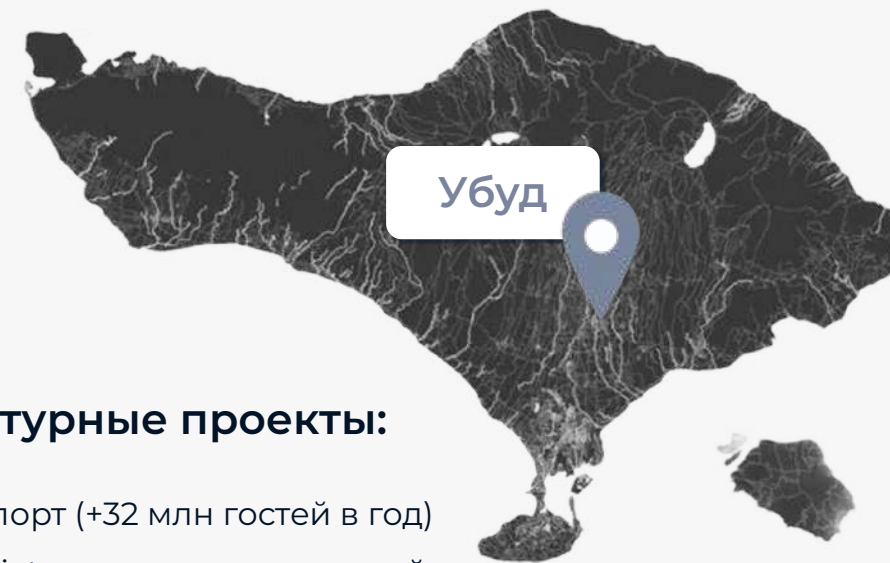 Убуд
турные проекты:
порт (+32 млн гостей в год)